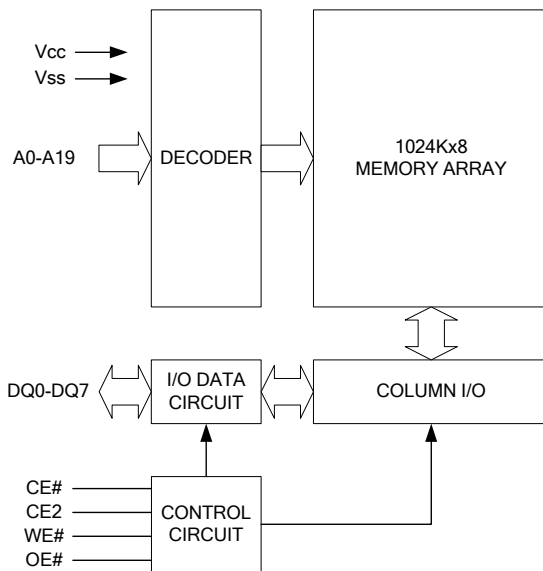 Vcc
Vss
A0-A19
DECODER
1024Kx8
MEMORY ARRAY
DQ0-DQ7
I/O DATA
CIRCUIT
COLUMN I/O
CE#
CE2
WE#
OE#
CONTROL
CIRCUIT